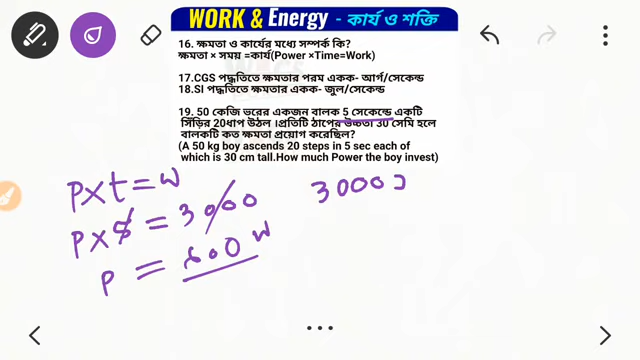 WORK & Energy - কার্য ও শক্তি
16. ক্ষমতা ও কার্যের মধ্যে সম্পর্ক কি?
ক্ষমতা × সময় =কার্য(Power ×Time=Work)
17.CGS পদ্ধতিতে ক্ষমতার পরম একক- আর্গ/সেকেন্ড
18.SI পদ্ধতিতে ক্ষমতার একক- জুল/সেকেন্ড
19. 50 কেজি ভরের একজন বালক 5 সেকেন্ডে একটি
সিঁড়ির 20ধাপ উঠল ।প্রতিটি ঠাপের উচ্চতা 30 সেমি হলে
বালকটি কত ক্ষমতা প্রয়োগ করেছিল?
(A 50 kg boy ascends 20 steps in 5 sec each of
which is 30 cm tall.How much Power the boy invest)
P×t=W
3000J
P×5=3000
P=600W